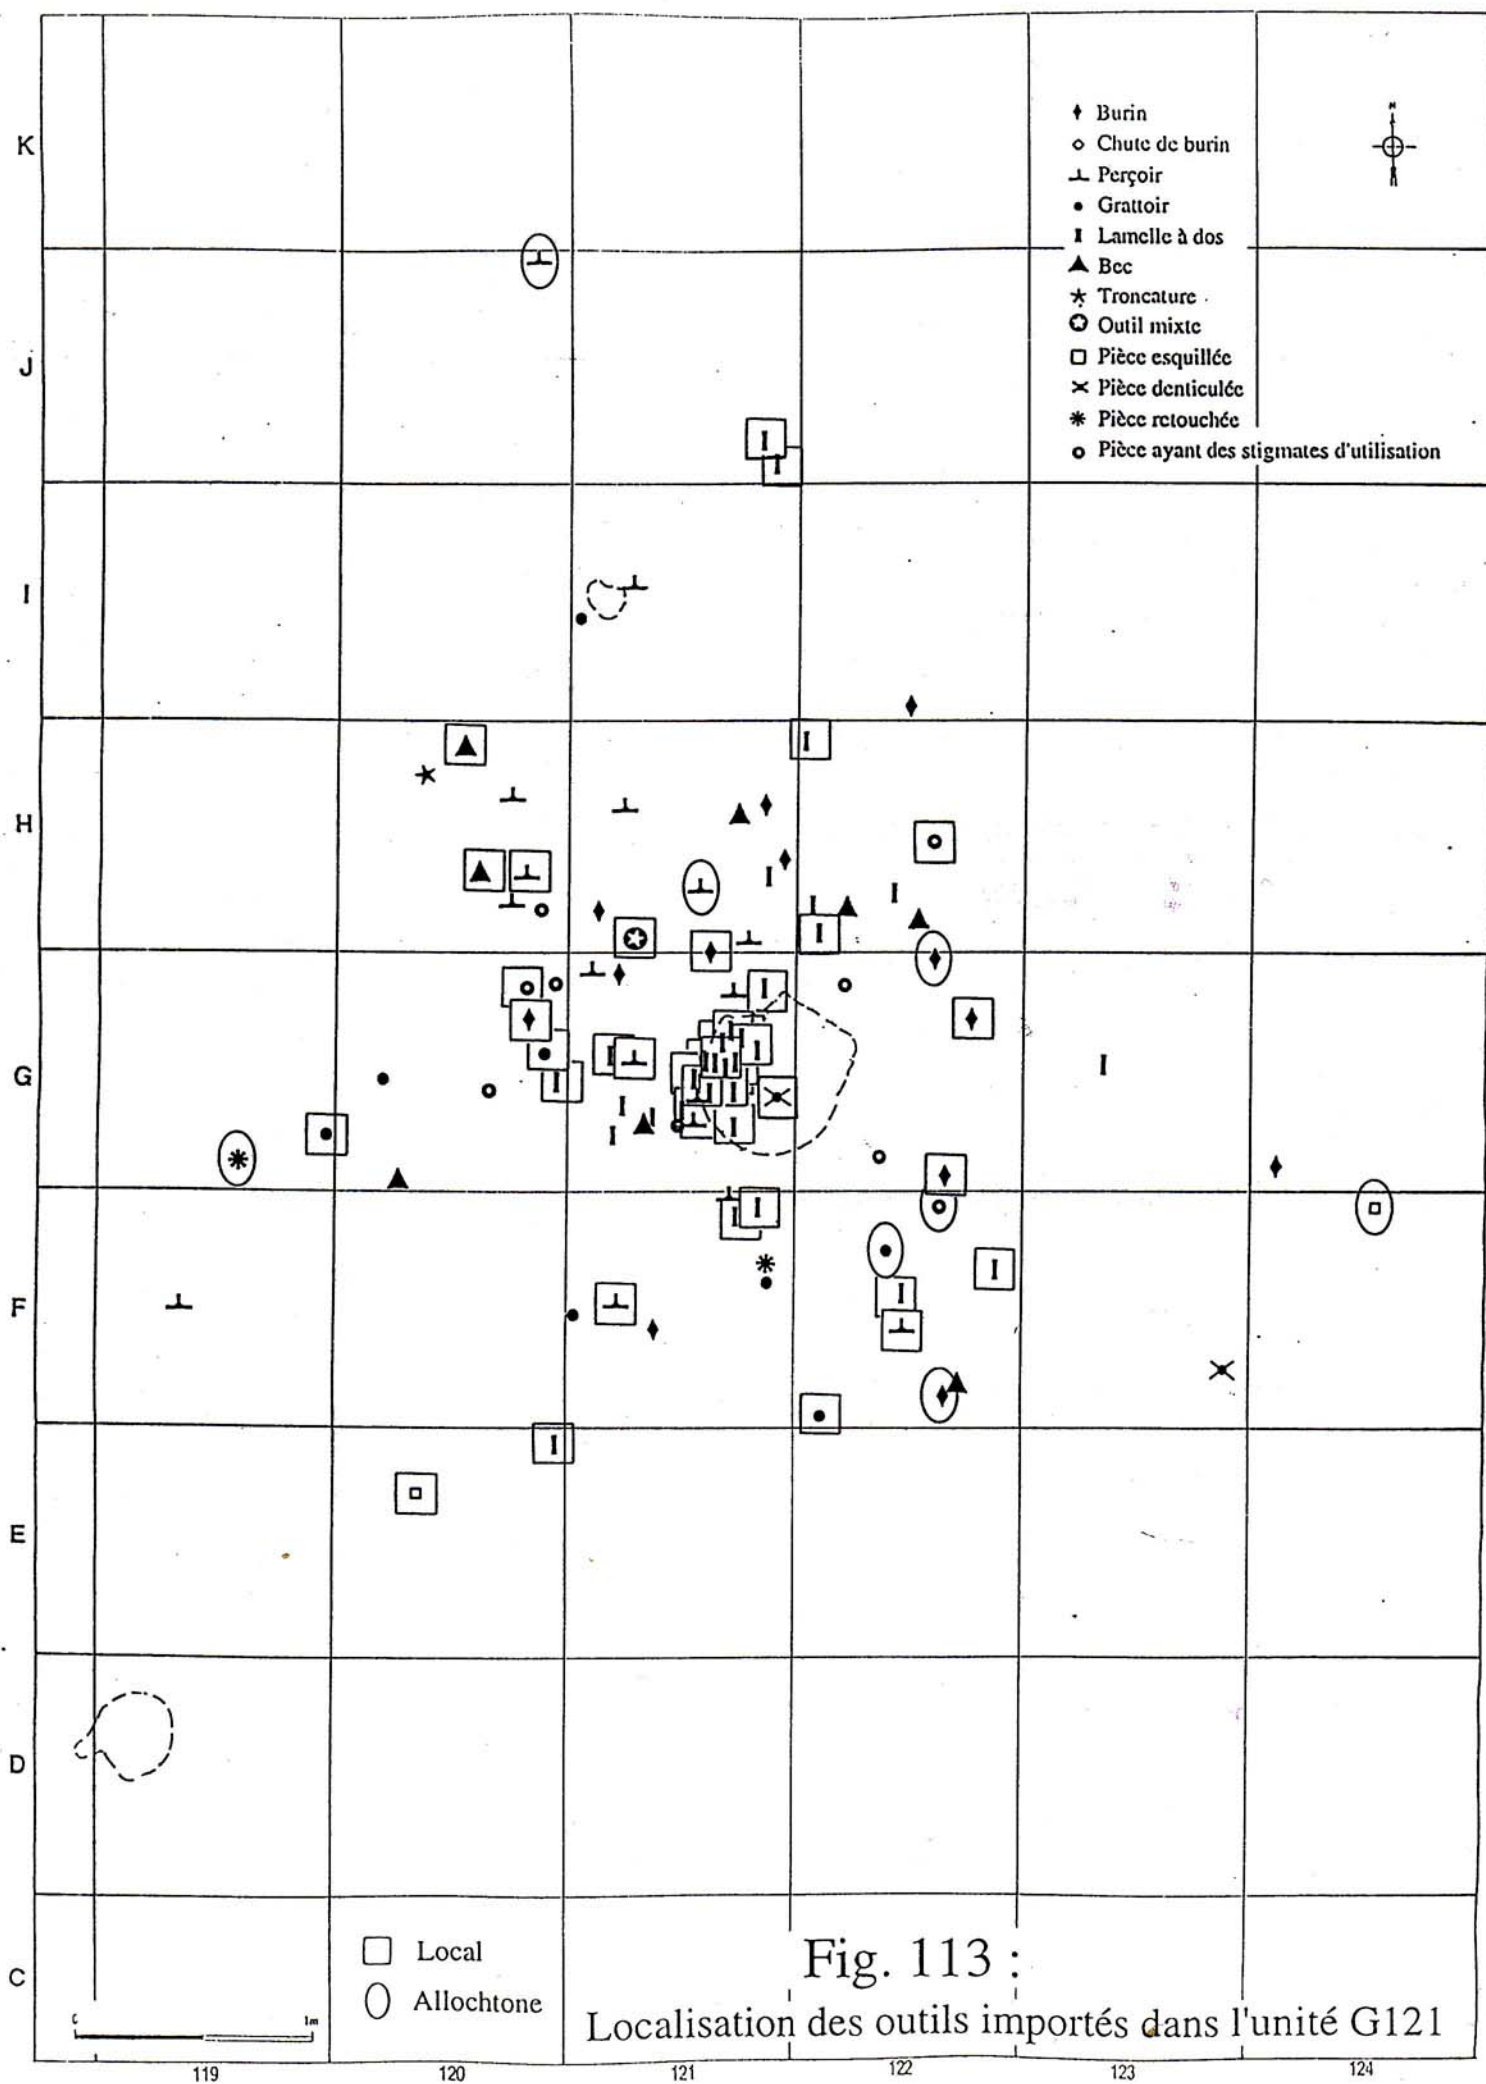 K
J
I
H
G
F
E
D
C
Burin
Chute de burin
Perçoir
Grattoir
Lamelle à dos
Bec
Troncature
Outil mixte
Pièce esquillée
Pièce denticulée
Pièce retouchée
Pièce ayant des stigmates d'utilisation
N
Local
Allochtone
1m
Fig. 113 :
Localisation des outils importés dans l'unité G121
119
120
121
122
123
124